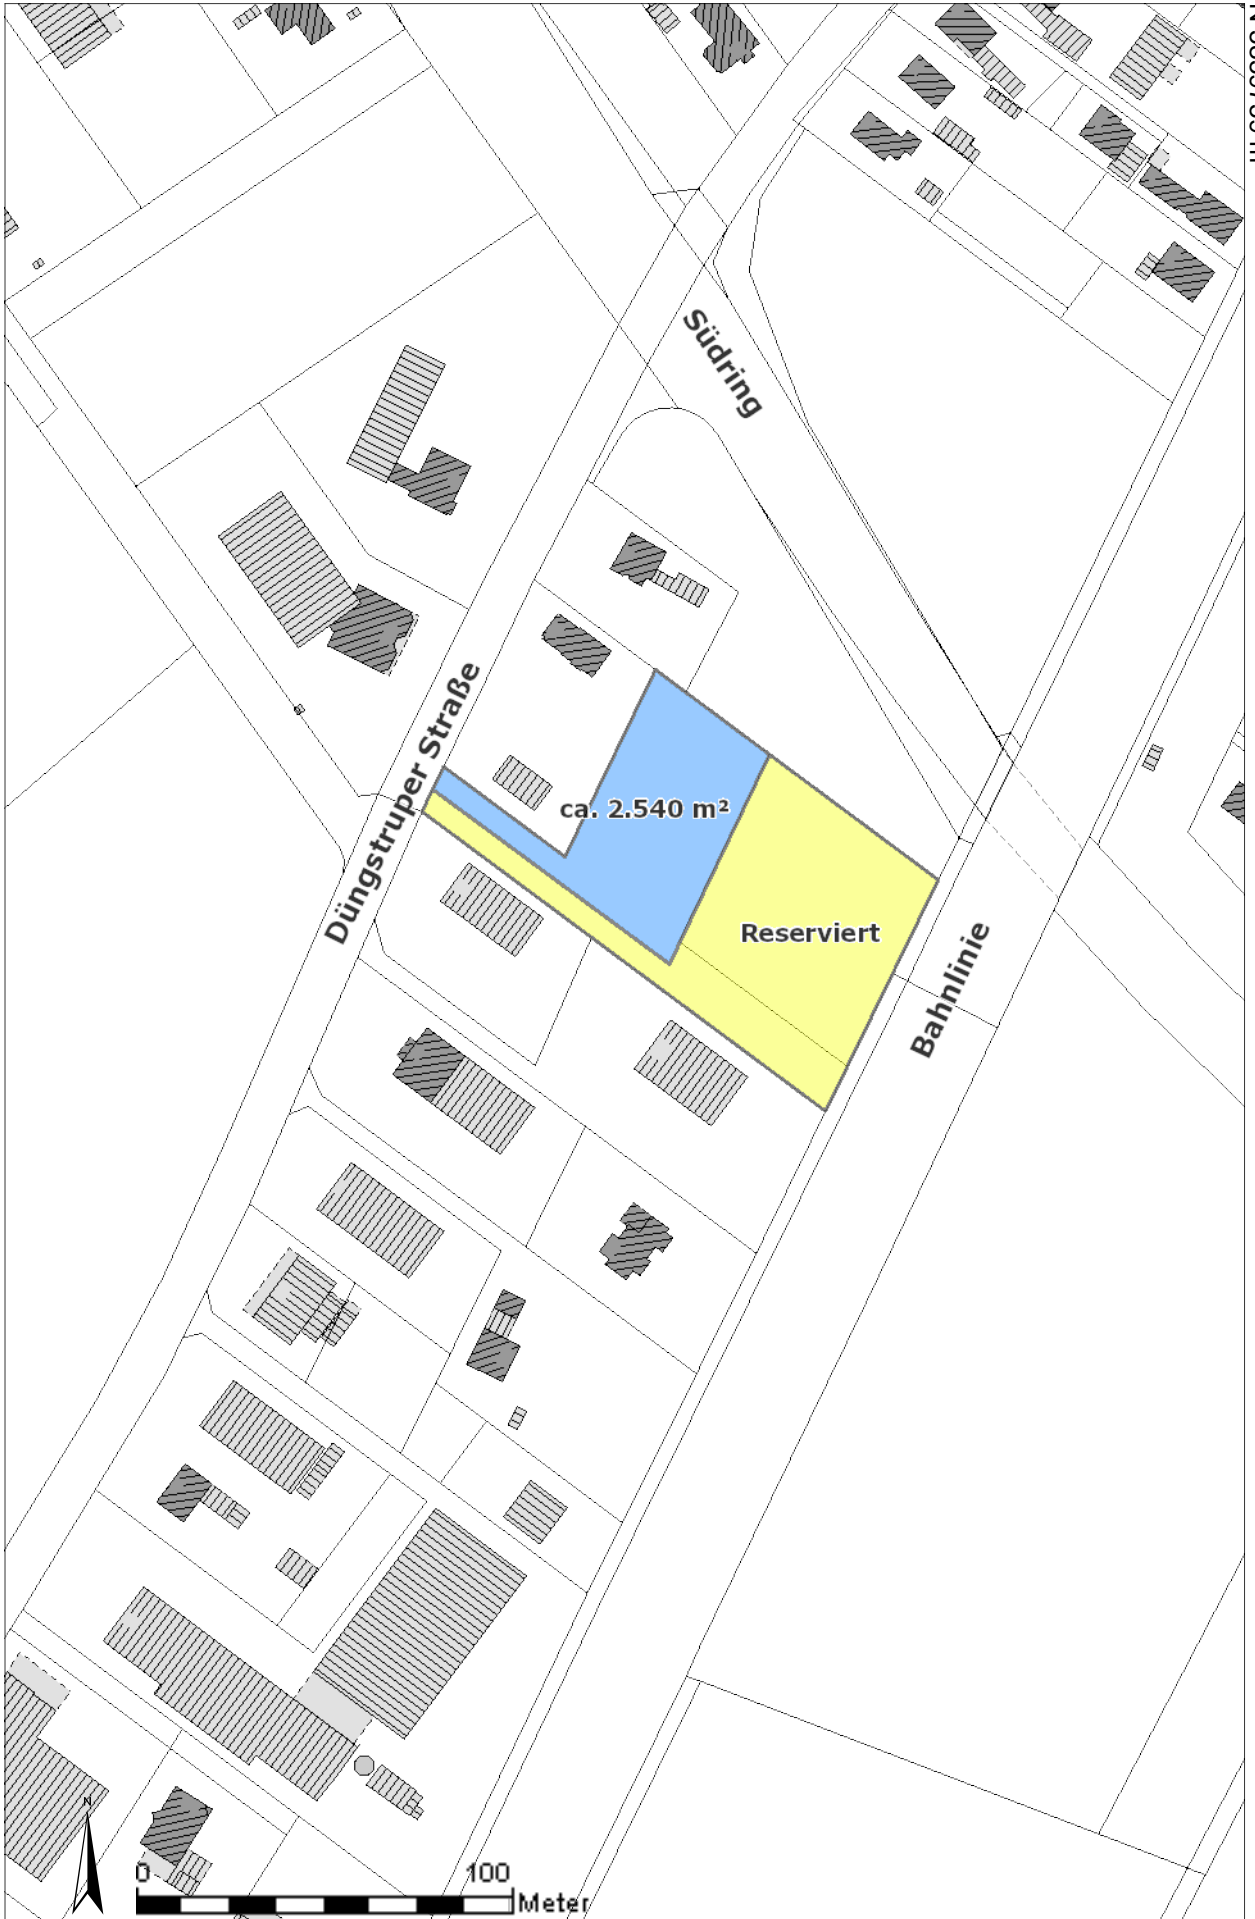 Südring
Düngstruper Straße
ca. 2.540 m²
Reserviert
Bahnlinie
N
0 100
Meter